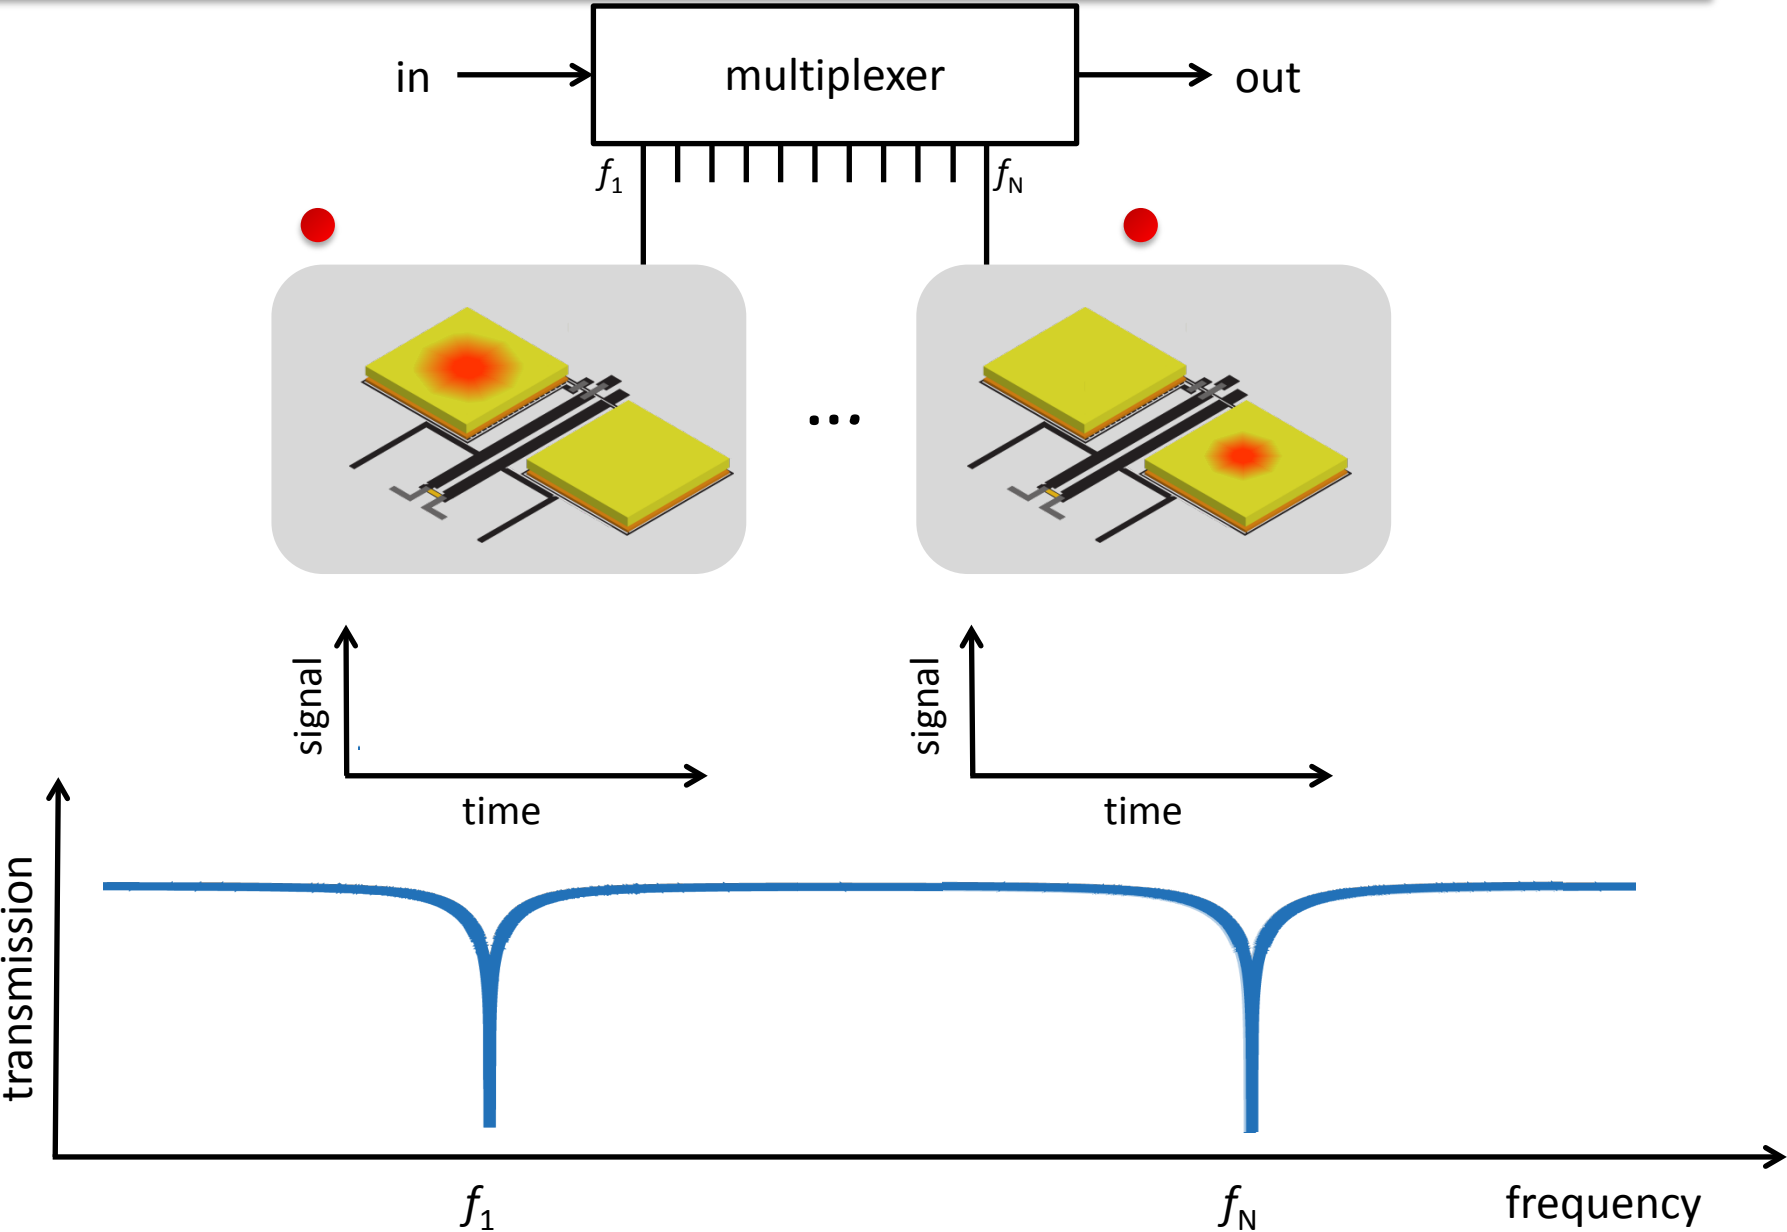 in
multiplexer
out
f1
fN
...
signal
time
signal
time
transmission
f1
fN
frequency